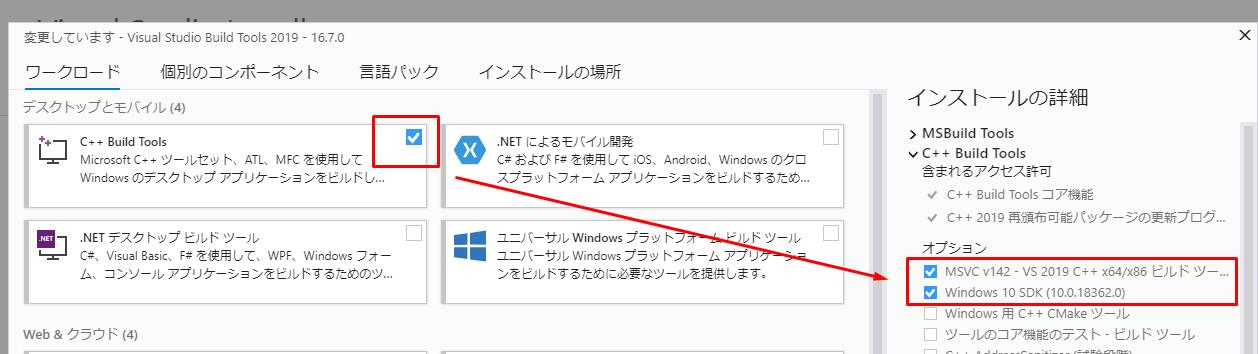 変更しています - Visual Studio Build Tools 2019 - 16.7.0
ワークロード 個別のコンポーネント 言語パック インストールの場所
デスクトップとモバイル (4)
C++ Build Tools
Microsoft C++ ツールセット、ATL、MFC を使用して
Windows のデスクトップ アプリケーションをビルドし...
.NET によるモバイル開発
C# および F# を使用して iOS、Android、Windows のクロ
スプラットフォーム アプリケーションをビルドするため...
.NET
.NET デスクトップ ビルド ツール
C#、Visual Basic、F# を使用して、WPF、Windows フォー
ム、コンソール アプリケーションをビルドするためのツ...
ユニバーサル Windows プラットフォーム ビルド ツール
ユニバーサル Windows プラットフォーム アプリケーション
をビルドするために必要なツールを提供します。
Web & クラウド (4)
インストールの詳細
MSBuild Tools
C++ Build Tools
含まれるアクセス許可
C++ Build Tools コア機能
C++ 2019 再頒布可能パッケージの更新プログ...
オプション
MSVC v142 - VS 2019 C++ x64/x86 ビルド ツー...
Windows 10 SDK (10.0.18362.0)
Windows 用 C++ CMake ツール
ツールのコア機能のテスト - ビルド ツール
C++ AddressSanitizer (試験段階)